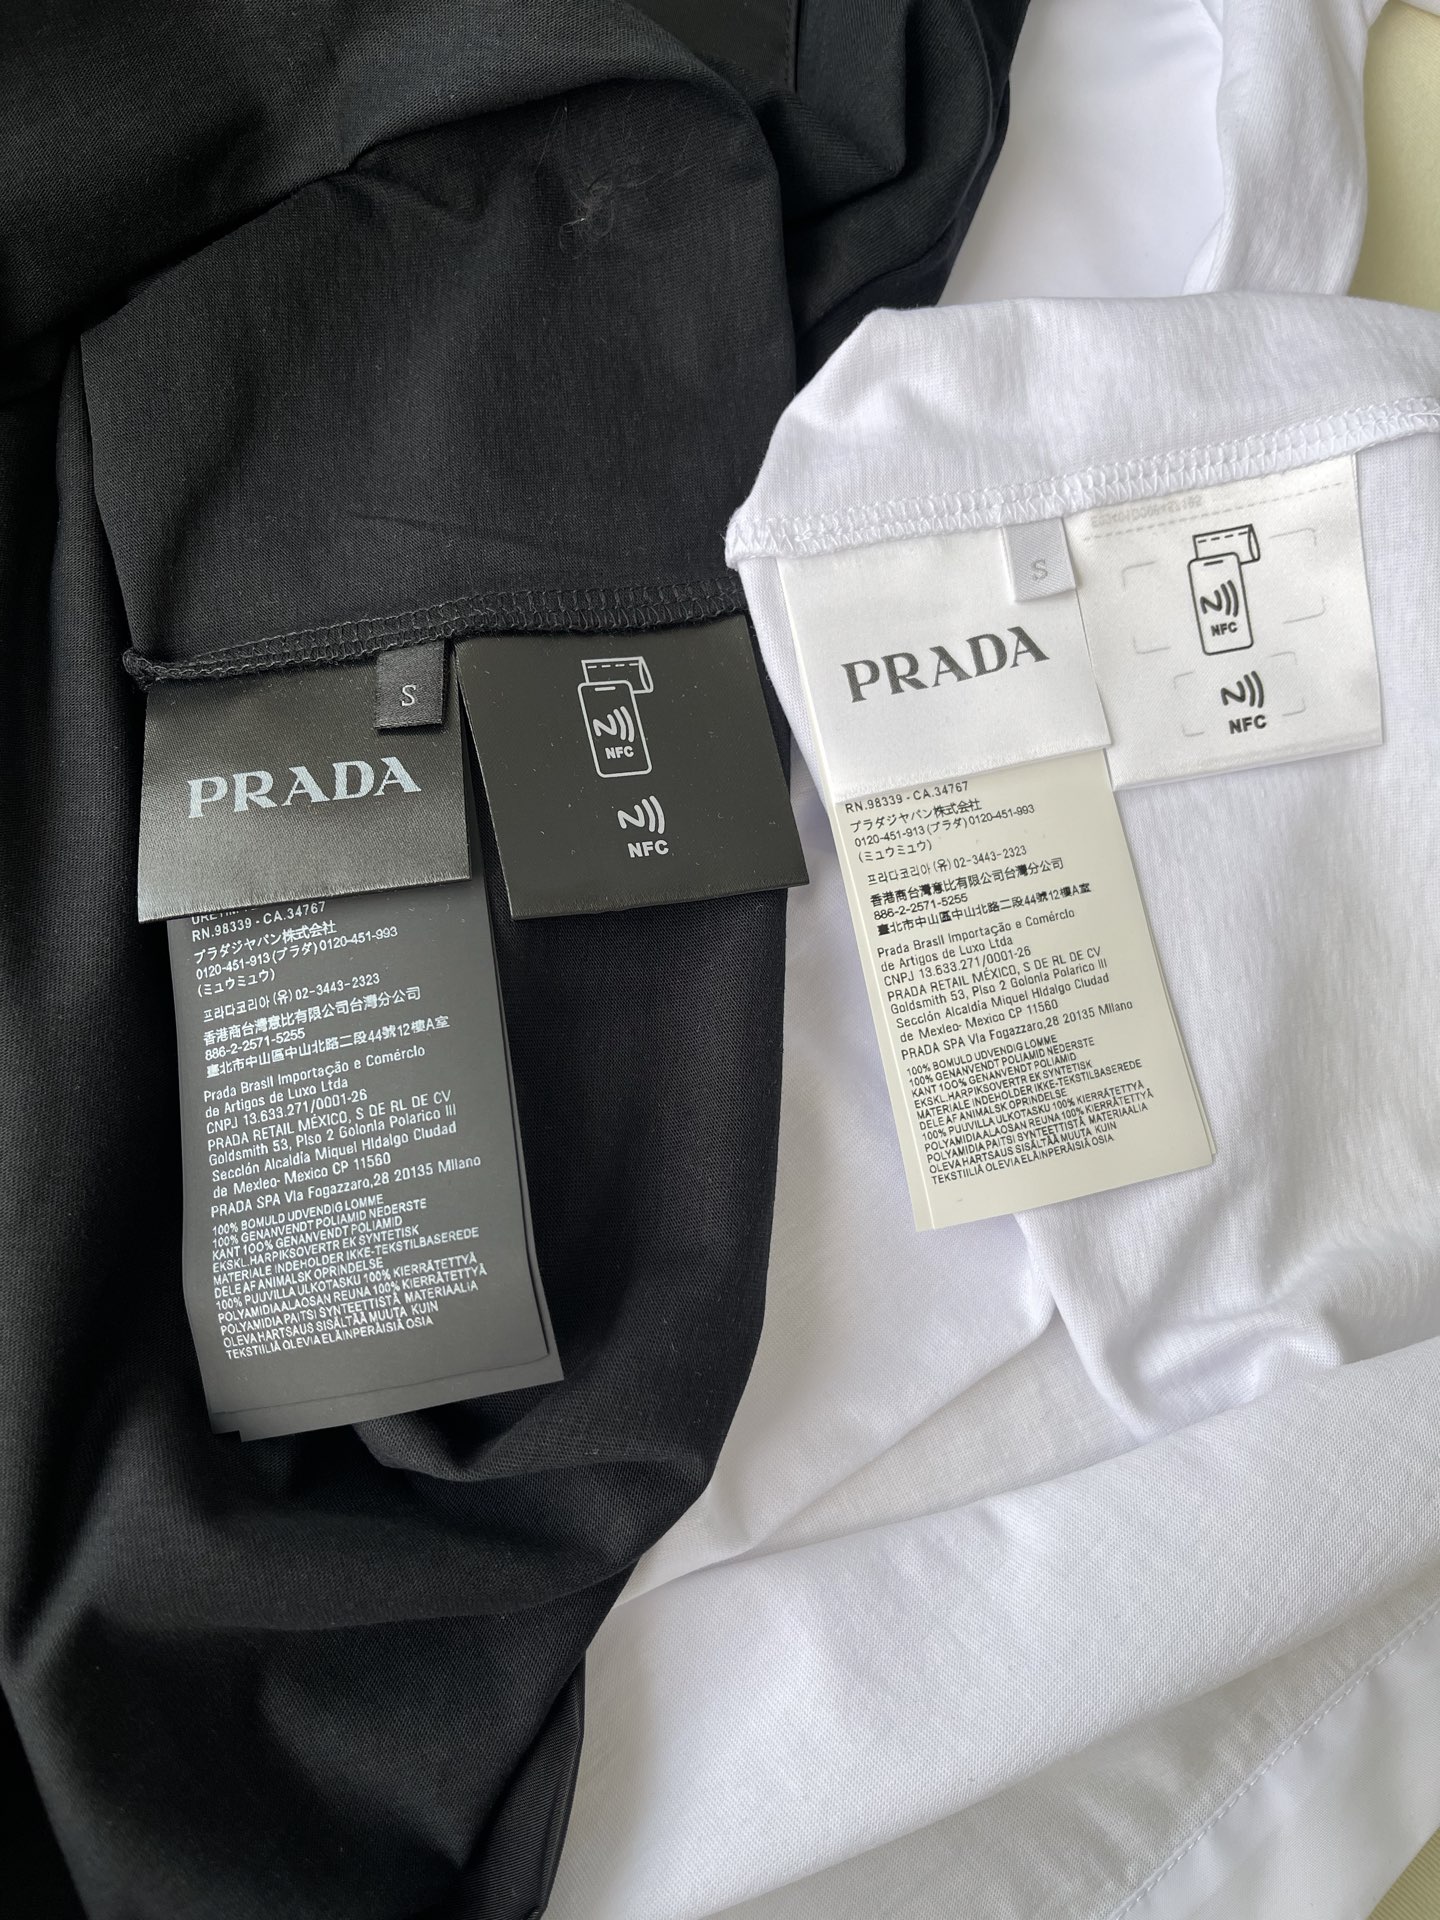 S
PRADA
NFC
NFC
RN.98339 - CA.34767
プラダジャパン株式会社
0120-451-913(プラダ)0120-451-993
(ミュウミュウ)
프라다코리아 (유) 02-3443-2323
香港商台灣意比有限公司台灣分公司
886-2-2571-5255
臺北市中山區中山北路二段44號12樓A室
Prada Brasil Importação e Comércio
de Artigos de Luxo Ltda
CNPJ 13.633.271/0001-26
PRADA RETAIL MÉXICO, S DE RL DE CV
Goldsmith 53, Piso 2 Golonia Polarico III
Sección Alcaldía Miquel Hidalgo Ciudad
de Mexleo- Mexico CP 11560
PRADA SPA Via Fogazzaro,28 20135 Milano
100% BOMULD UDVENDIG LOMME
100% GENANVENDT POLIAMID NEDERSTE
KANT 100% GENANVENDT POLIAMID
EKSKL.HARPIKSOVERTR EK SYNTETISK
MATERIALE INDEHOLDER IKKE-TEKSTILBASEREDE
DELE AF ANIMALSK OPRINDELSE
100% PUUVILLA ULKOTASKU 100% KIERRÄTETTYÄ
POLYAMIDIA ALAOSAN REUNA 100% KIERRÄTETTYÄ
POLYAMIDIA PAITSI SYNTEETTISTÄ MATERIAALIA
OLEVA HARTSAUS SISÄLTÄÄ MUUTA KUIN
TEKSTIILIÄ OLEVIA ELÄINPERÄISIÄ OSIA
S
PRADA
NFC
NFC
RN.98339 - CA.34767
プラダジャパン株式会社
0120-451-913(プラダ)0120-451-993
(ミュウミュウ)
프라다코리아 (유) 02-3443-2323
香港商台灣意比有限公司台灣分公司
886-2-2571-5255
臺北市中山區中山北路二段44號12樓A室
Prada Brasil Importação e Comércio
de Artigos de Luxo Ltda
CNPJ 13.633.271/0001-26
PRADA RETAIL MÉXICO, S DE RL DE CV
Goldsmith 53, Piso 2 Golonia Polarico III
Sección Alcaldía Miquel Hidalgo Ciudad
de Mexleo- Mexico CP 11560
PRADA SPA Via Fogazzaro,28 20135 Milano
100% BOMULD UDVENDIG LOMME
100% GENANVENDT POLIAMID NEDERSTE
KANT 100% GENANVENDT POLIAMID
EKSKL.HARPIKSOVERTR EK SYNTETISK
MATERIALE INDEHOLDER IKKE-TEKSTILBASEREDE
DELE AF ANIMALSK OPRINDELSE
100% PUUVILLA ULKOTASKU 100% KIERRÄTETTYÄ
POLYAMIDIA ALAOSAN REUNA 100% KIERRÄTETTYÄ
POLYAMIDIA PAITSI SYNTEETTISTÄ MATERIAALIA
OLEVA HARTSAUS SISÄLTÄÄ MUUTA KUIN
TEKSTIILIÄ OLEVIA ELÄINPERÄISIÄ OSIA